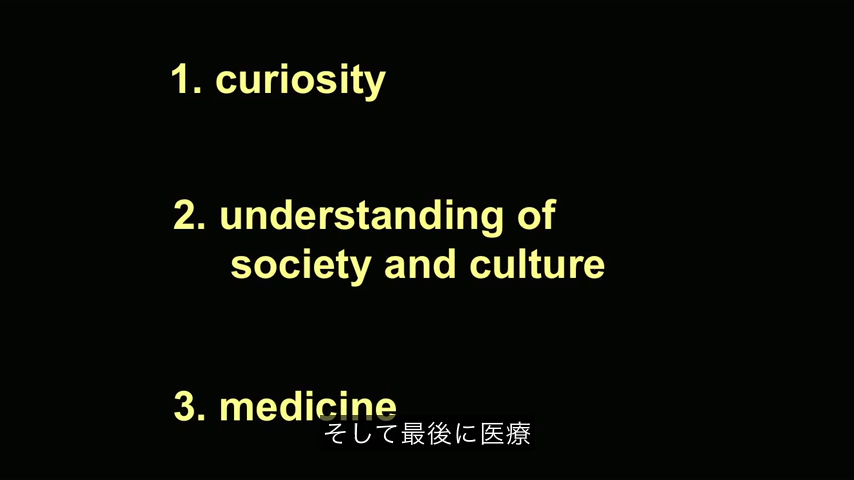 1. curiosity
2. understanding of
society and culture
3. medicine
そして最後に医療